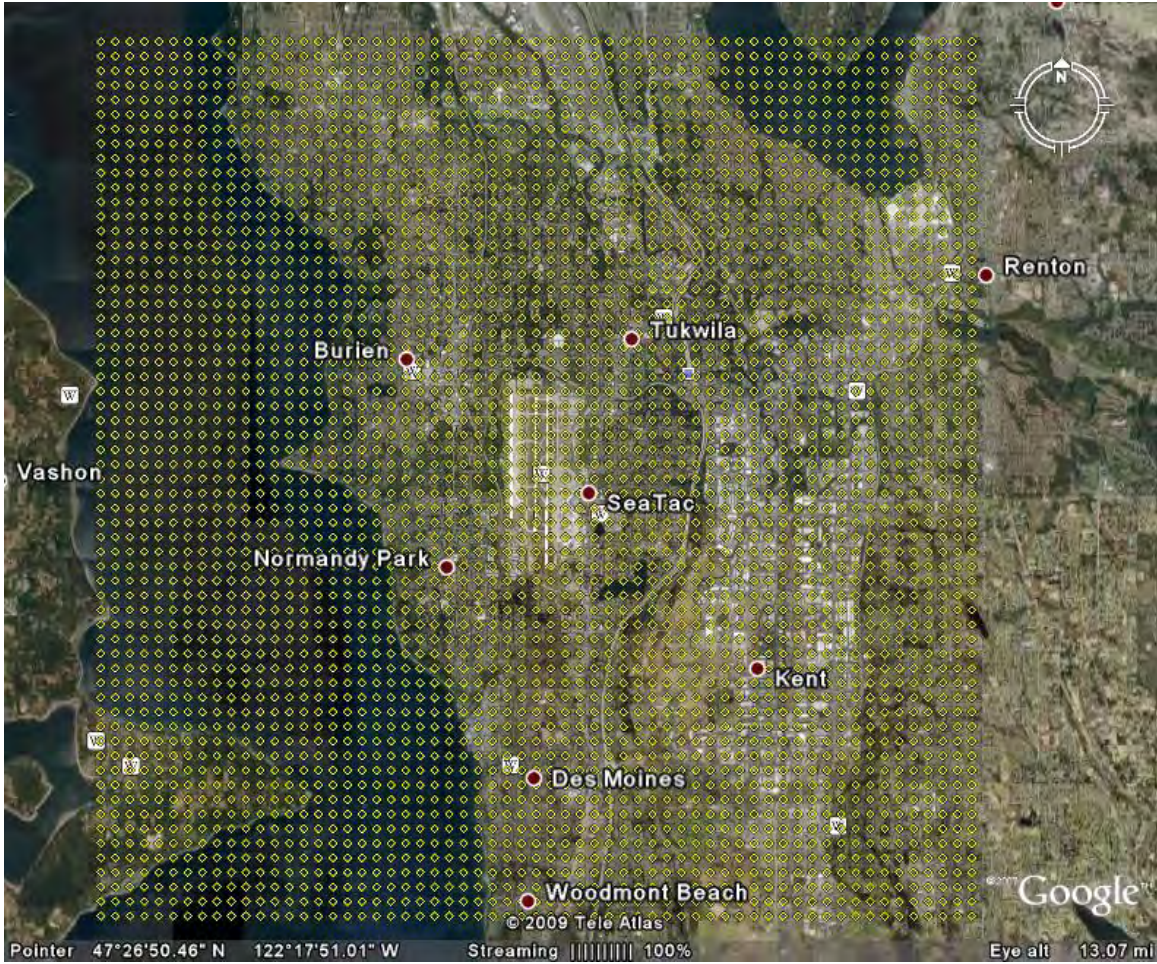 N
Renton
Tukwila
Burien
W
W
W
Vashon
SeaTac
W
Normandy Park
Kent
W
W
W
Des Moines
W
Woodmont Beach
Google™
© 2009 Tele Atlas
Pointer 47°26'50.46" N 122°17'51.01" W Streaming |||||||||| 100% Eye alt 13.07 mi